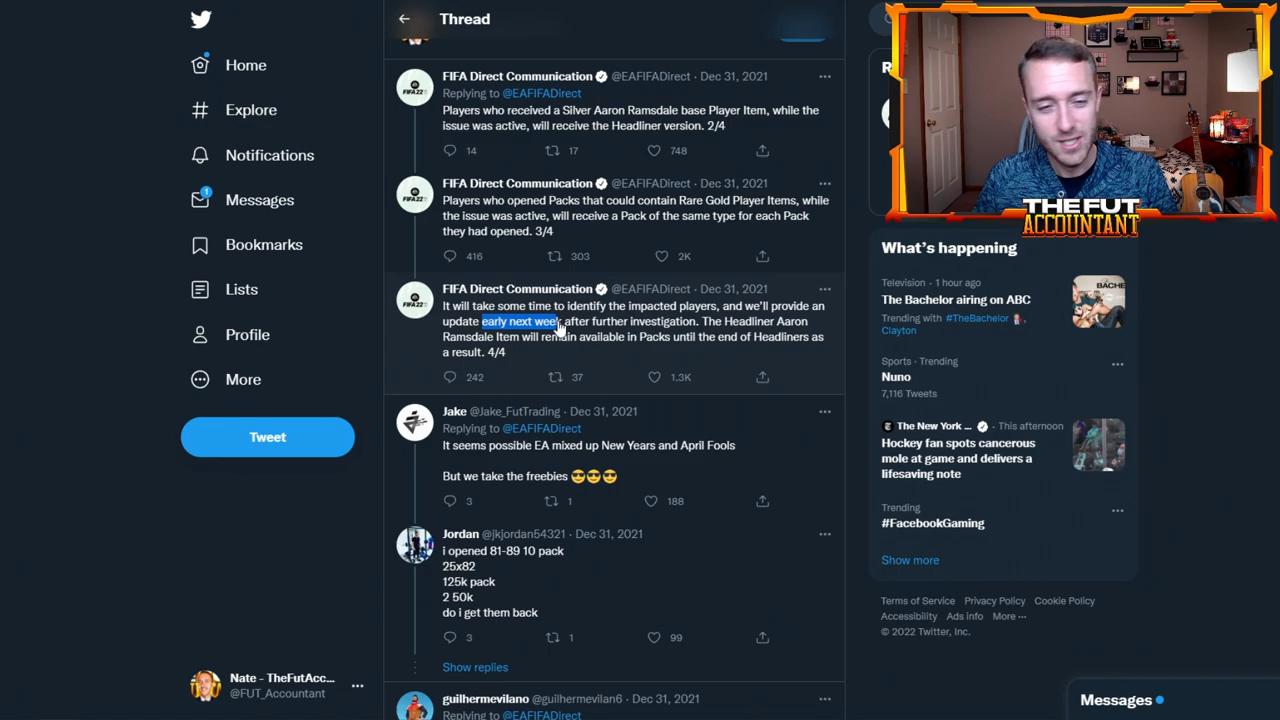 Thread
Home
Explore
Notifications
1
Messages
Bookmarks
Lists
Profile
More
Tweet
Nate - TheFutAcc...
@FUT_Accountant
FIFA Direct Communication @EAFIFADirect · Dec 31, 2021
Replying to @EAFIFADirect
Players who received a Silver Aaron Ramsdale base Player Item, while the
issue was active, will receive the Headliner version. 2/4
14 17 748
FIFA Direct Communication @EAFIFADirect · Dec 31, 2021
Players who opened Packs that could contain Rare Gold Player Items, while
the issue was active, will receive a Pack of the same type for each Pack
they had opened. 3/4
416 303 2K
FIFA Direct Communication @EAFIFADirect · Dec 31, 2021
It will take some time to identify the impacted players, and we'll provide an
update early next week after further investigation. The Headliner Aaron
Ramsdale Item will remain available in Packs until the end of Headliners as
a result. 4/4
242 37 1.3K
Jake @Jake_FutTrading · Dec 31, 2021
Replying to @EAFIFADirect
It seems possible EA mixed up New Years and April Fools
But we take the freebies 😎😎😎
3 1 188
Jordan @jkjordan54321 · Dec 31, 2021
i opened 81-89 10 pack
25x82
125k pack
2 50k
do i get them back
3 1 99
Show replies
guilhermevilano @guilhermevilan6 · Dec 31, 2021
Replying to @EAFIFADirect
THE FUT
ACCOUNTANT
What's happening
Television · 1 hour ago
The Bachelor airing on ABC
Trending with #TheBachelor
Clayton
Sports · Trending
Nuno
7,116 Tweets
The New York ... · This afternoon
Hockey fan spots cancerous
mole at game and delivers a
lifesaving note
Trending
#FacebookGaming
Show more
Terms of Service Privacy Policy Cookie Policy
Accessibility Ads info More ···
© 2022 Twitter, Inc.
Messages